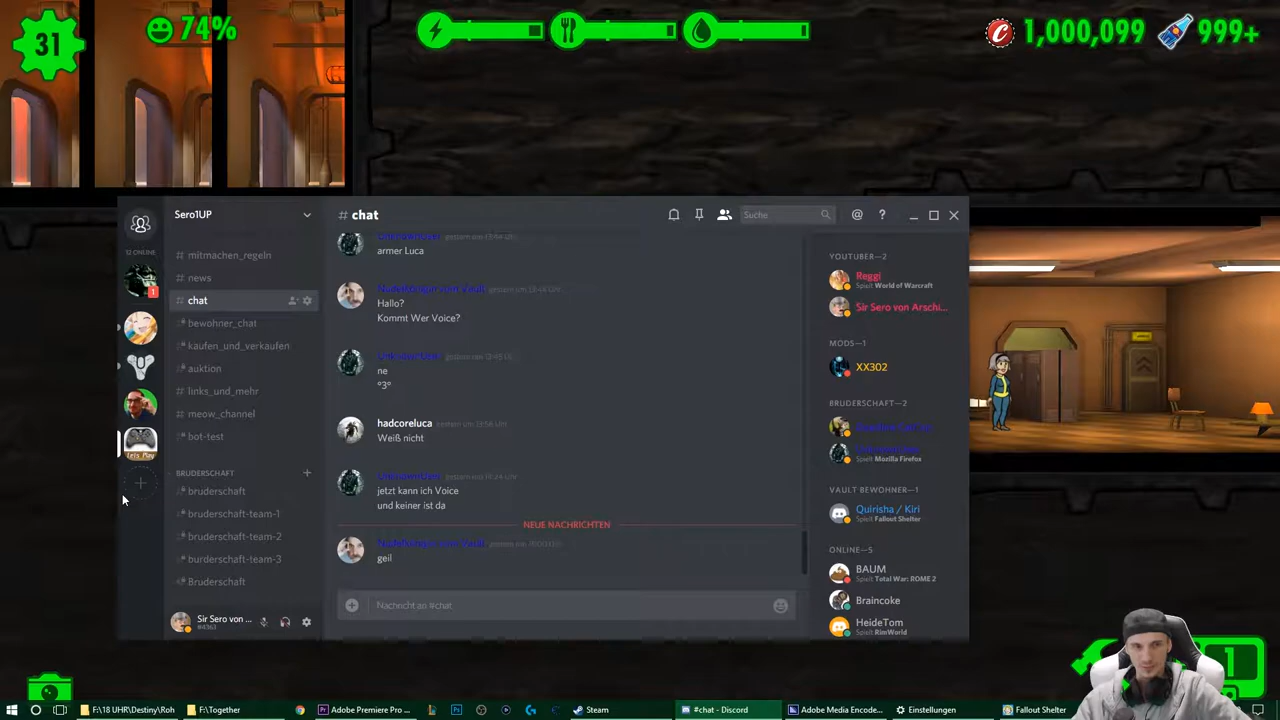 31
74%
1,000,099
999+
Sero1UP
# chat
Suche
12 ONLINE
# mitmachen_regeln
# news
# chat
bewohner_chat
# kaufen_und_verkaufen
auktion
# links_und_mehr
# meow_channel
# bot-test
BRUDERSCHAFT
bruderschaft
bruderschaft-team-1
bruderschaft-team-2
burderschaft-team-3
Bruderschaft
Sir Sero von ...
#4363
armer Luca
Hallo?
Kommt Wer Voice?
ne
°3°
hadcoreluca
Weiß nicht
jetzt kann ich Voice
und keiner ist da
NEUE NACHRICHTEN
geil
Nachricht an #chat
YOUTUBER—2
Reggi
Spielt World of Warcraft
Sir Sero von Arschi...
MODS—1
XX302
BRUDERSCHAFT—2
Spielt Mozilla Firefox
VAULT BEWOHNER—1
Quirisha / Kiri
Spielt Fallout Shelter
ONLINE—5
BAUM
Spielt Total War: ROME 2
Braincoke
HeideTom
Spielt RimWorld
1
F:\18 UHR\Destiny\Roh
F:\Together
Adobe Premiere Pro ...
Steam
#chat - Discord
Adobe Media Encode...
Einstellungen
Fallout Shelter